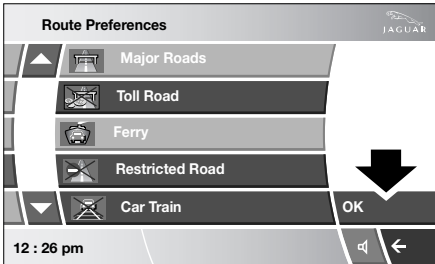 Route Preferences
JAGUAR
Major Roads
Toll Road
Ferry
Restricted Road
Car Train
OK
12 : 26 pm